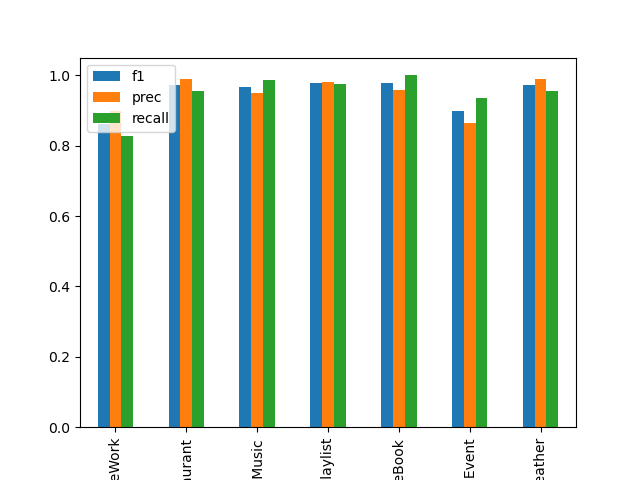 f1
prec
recall
1.0
0.8
0.6
0.4
0.2
0.0
eWork
urant
Music
laylist
eBook
Event
eather